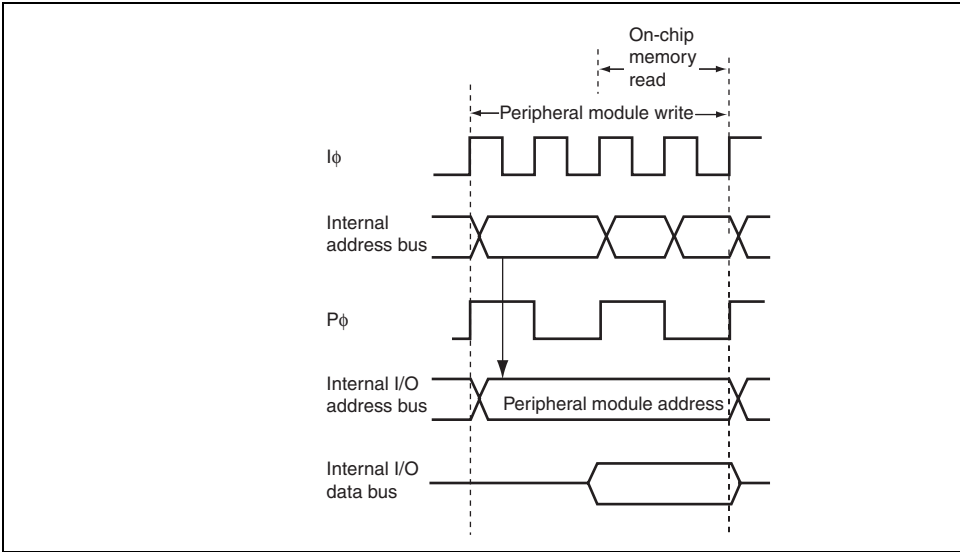 On-chip
memory
read
Peripheral module write
Iϕ
Internal
address bus
Pϕ
Internal I/O
address bus
Peripheral module address
Internal I/O
data bus